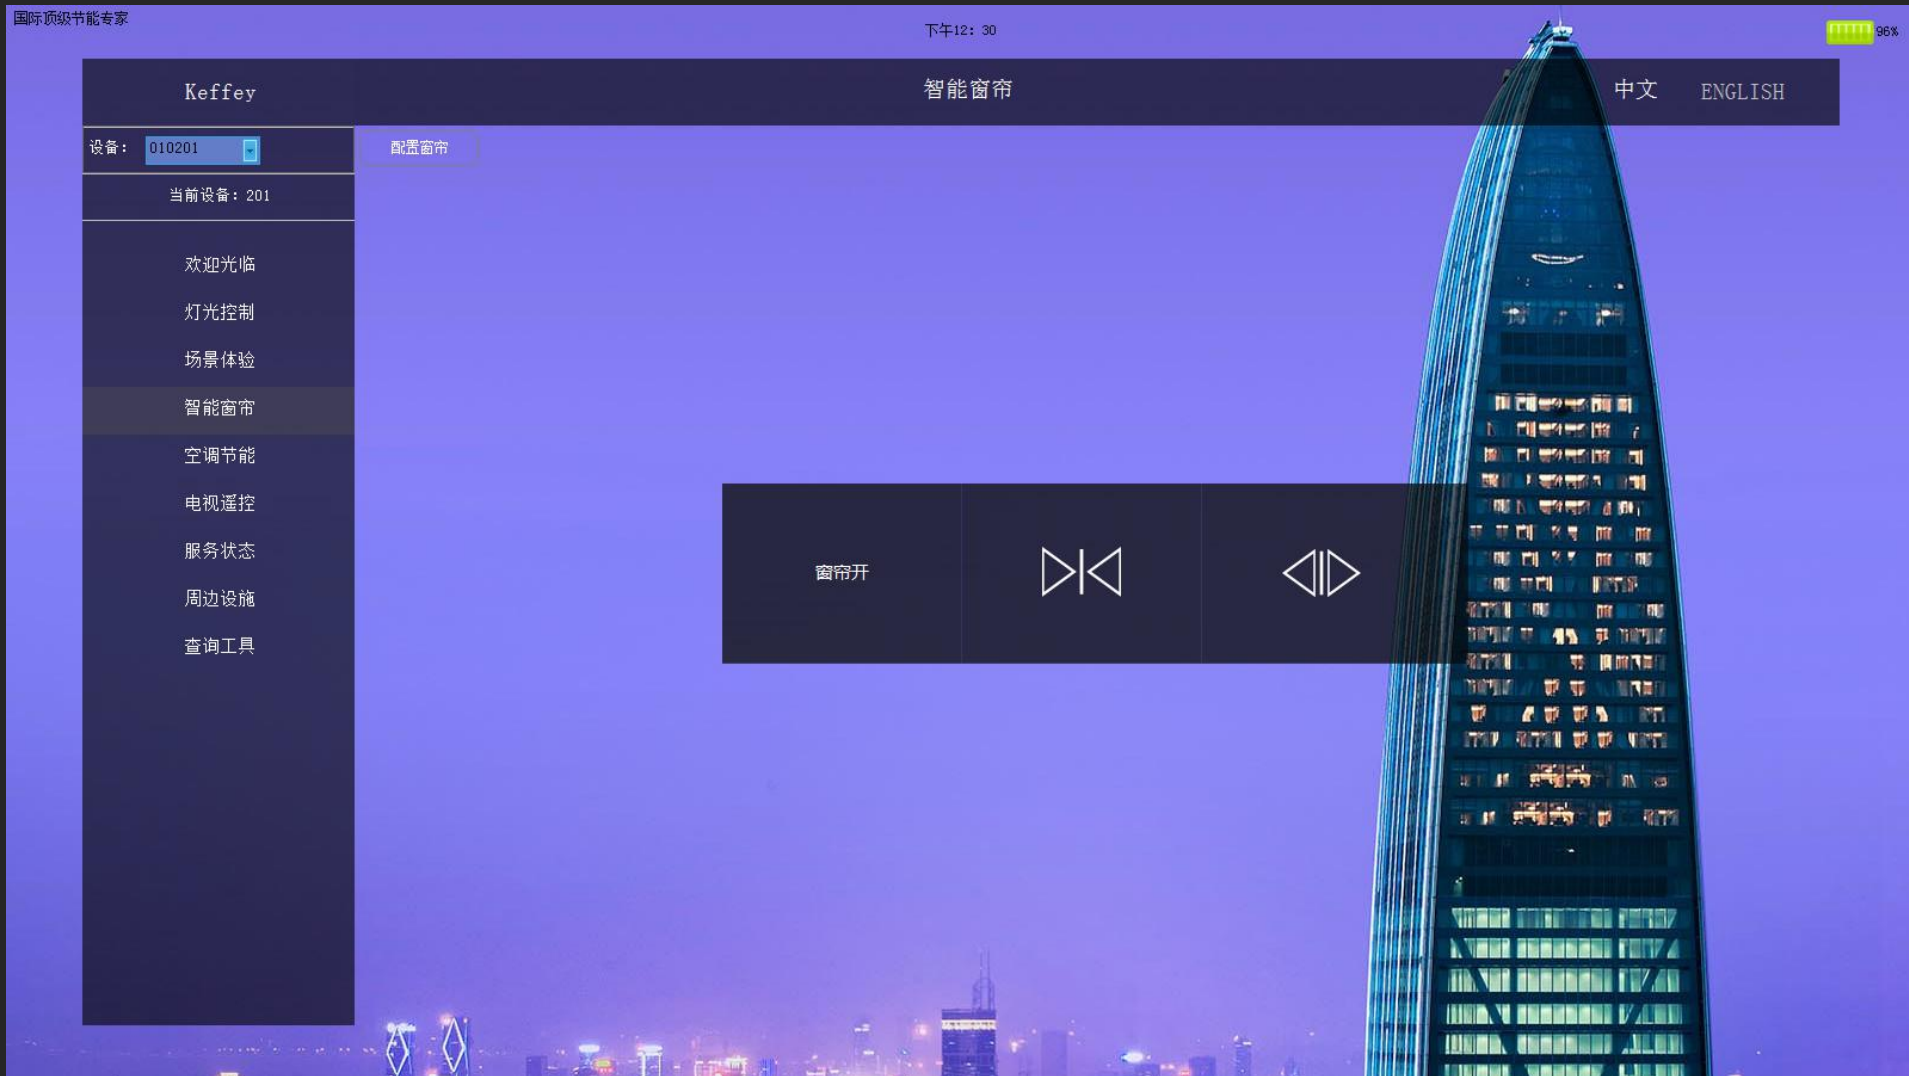 国际顶级节能专家
下午12: 30
96%
Keffey
智能窗帘
中文
ENGLISH
设备:
010201
配置窗帘
当前设备: 201
欢迎光临
灯光控制
场景体验
智能窗帘
空调节能
电视遥控
服务状态
周边设施
查询工具
窗帘开